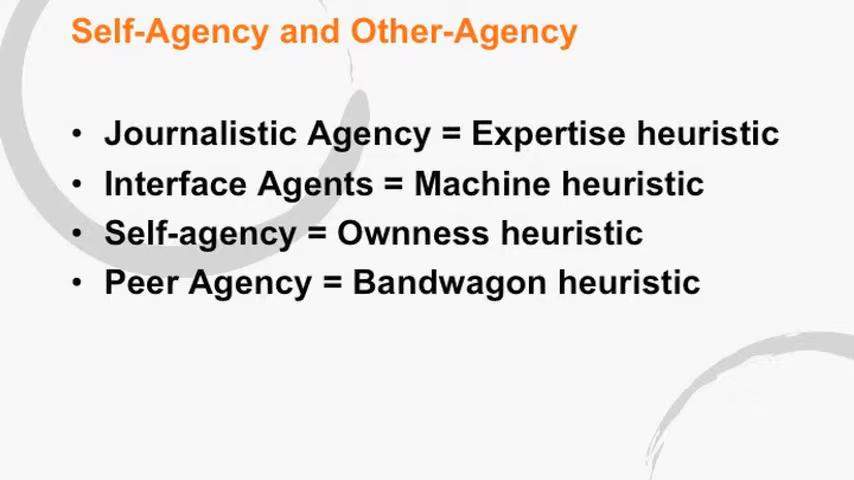 Self-Agency and Other-Agency
• Journalistic Agency = Expertise heuristic
• Interface Agents = Machine heuristic
• Self-agency = Ownness heuristic
• Peer Agency = Bandwagon heuristic